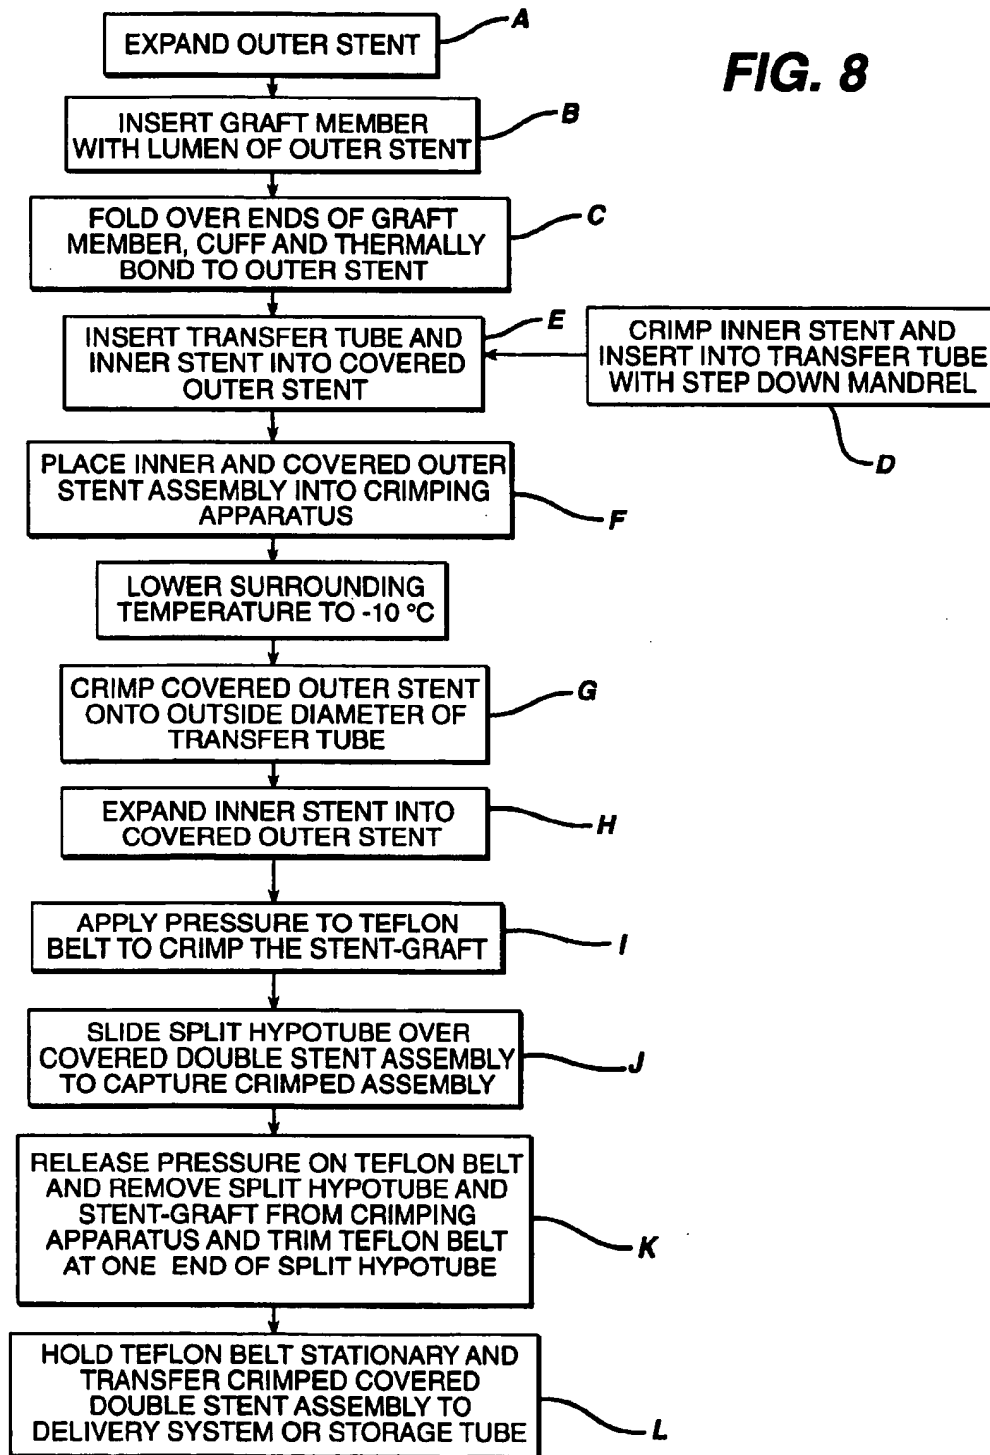 FIG. 8
EXPAND OUTER STENT
A
INSERT GRAFT MEMBER
WITH LUMEN OF OUTER STENT
B
FOLD OVER ENDS OF GRAFT
MEMBER, CUFF AND THERMALLY
BOND TO OUTER STENT
C
INSERT TRANSFER TUBE AND
INNER STENT INTO COVERED
OUTER STENT
E
CRIMP INNER STENT AND
INSERT INTO TRANSFER TUBE
WITH STEP DOWN MANDREL
D
PLACE INNER AND COVERED OUTER
STENT ASSEMBLY INTO CRIMPING
APPARATUS
F
LOWER SURROUNDING
TEMPERATURE TO -10 °C
CRIMP COVERED OUTER STENT
ONTO OUTSIDE DIAMETER OF
TRANSFER TUBE
G
EXPAND INNER STENT INTO
COVERED OUTER STENT
H
APPLY PRESSURE TO TEFLON
BELT TO CRIMP THE STENT-GRAFT
I
SLIDE SPLIT HYPOTUBE OVER
COVERED DOUBLE STENT ASSEMBLY
TO CAPTURE CRIMPED ASSEMBLY
J
RELEASE PRESSURE ON TEFLON BELT
AND REMOVE SPLIT HYPOTUBE AND
STENT-GRAFT FROM CRIMPING
APPARATUS AND TRIM TEFLON BELT
AT ONE END OF SPLIT HYPOTUBE
K
HOLD TEFLON BELT STATIONARY AND
TRANSFER CRIMPED COVERED
DOUBLE STENT ASSEMBLY TO
DELIVERY SYSTEM OR STORAGE TUBE
L